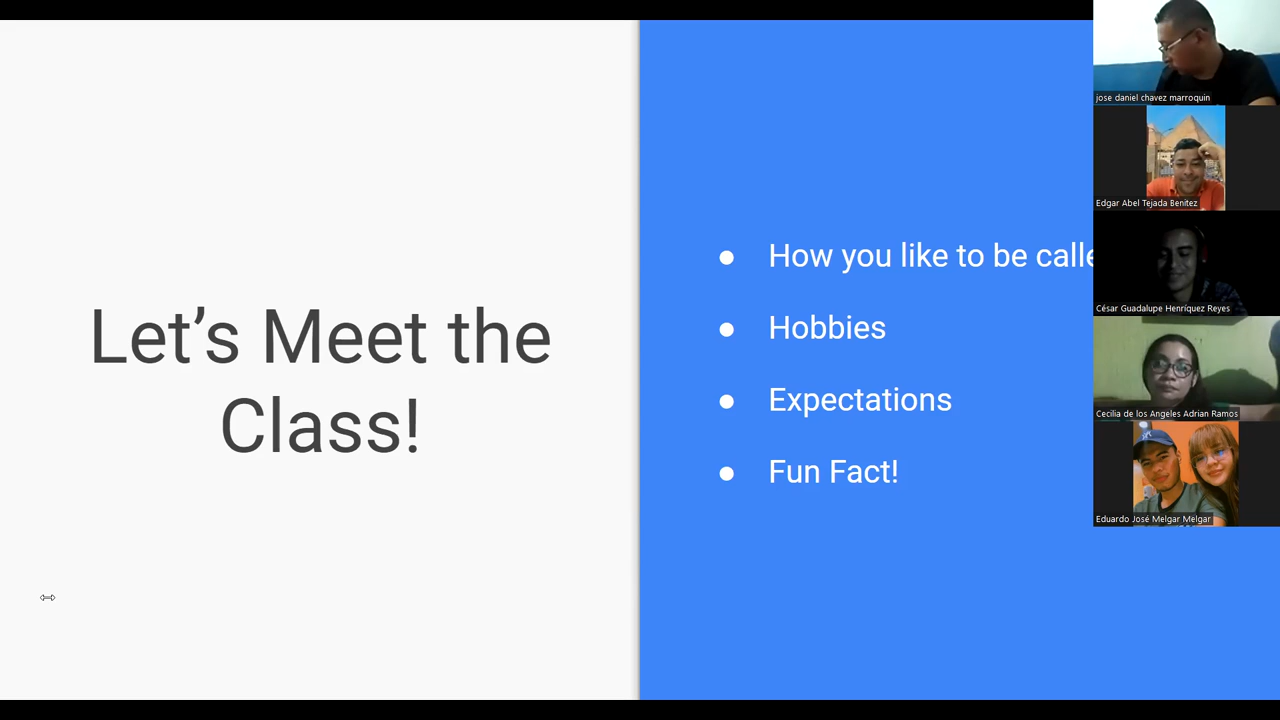 Let's Meet the
Class!
● How you like to be calle
● Hobbies
● Expectations
● Fun Fact!
jose daniel chavez marroquin
Edgar Abel Tejada Benitez
César Guadalupe Henríquez Reyes
Cecilia de los Angeles Adrian Ramos
Eduardo José Melgar Melgar